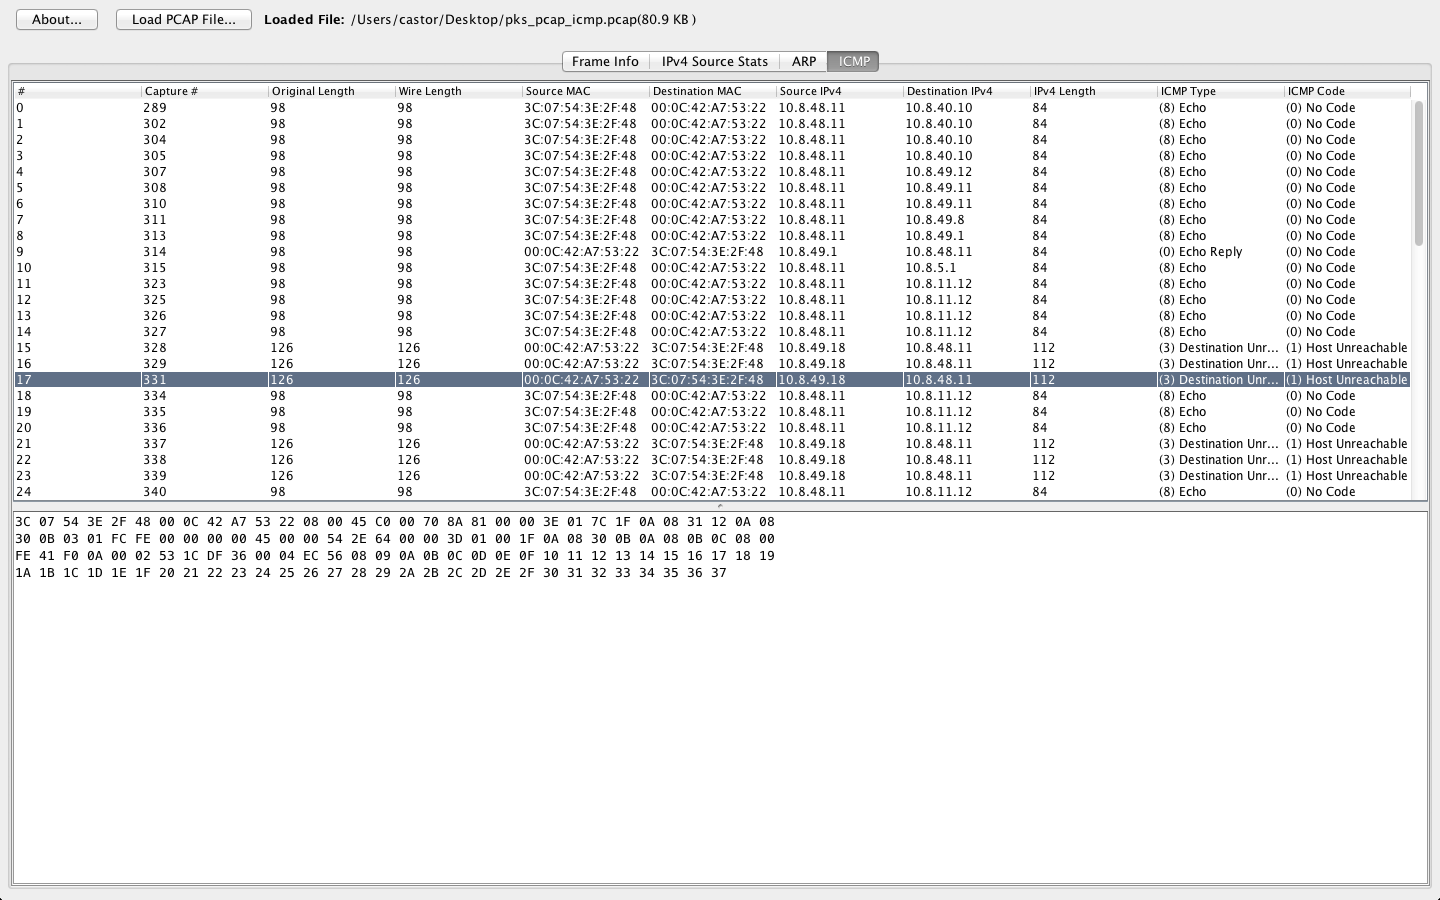 About... Load PCAP File... Loaded File: /Users/castor/Desktop/pks_pcap_icmp.pcap(80.9 KB )
Frame Info IPv4 Source Stats ARP ICMP
# Capture # Original Length Wire Length Source MAC Destination MAC Source IPv4 Destination IPv4 IPv4 Length ICMP Type ICMP Code
0 289 98 98 3C:07:54:3E:2F:48 00:0C:42:A7:53:22 10.8.48.11 10.8.40.10 84 (8) Echo (0) No Code
1 302 98 98 3C:07:54:3E:2F:48 00:0C:42:A7:53:22 10.8.48.11 10.8.40.10 84 (8) Echo (0) No Code
2 304 98 98 3C:07:54:3E:2F:48 00:0C:42:A7:53:22 10.8.48.11 10.8.40.10 84 (8) Echo (0) No Code
3 305 98 98 3C:07:54:3E:2F:48 00:0C:42:A7:53:22 10.8.48.11 10.8.40.10 84 (8) Echo (0) No Code
4 307 98 98 3C:07:54:3E:2F:48 00:0C:42:A7:53:22 10.8.48.11 10.8.49.12 84 (8) Echo (0) No Code
5 308 98 98 3C:07:54:3E:2F:48 00:0C:42:A7:53:22 10.8.48.11 10.8.49.11 84 (8) Echo (0) No Code
6 310 98 98 3C:07:54:3E:2F:48 00:0C:42:A7:53:22 10.8.48.11 10.8.49.11 84 (8) Echo (0) No Code
7 311 98 98 3C:07:54:3E:2F:48 00:0C:42:A7:53:22 10.8.48.11 10.8.49.8 84 (8) Echo (0) No Code
8 313 98 98 3C:07:54:3E:2F:48 00:0C:42:A7:53:22 10.8.48.11 10.8.49.1 84 (8) Echo (0) No Code
9 314 98 98 00:0C:42:A7:53:22 3C:07:54:3E:2F:48 10.8.49.1 10.8.48.11 84 (0) Echo Reply (0) No Code
10 315 98 98 3C:07:54:3E:2F:48 00:0C:42:A7:53:22 10.8.48.11 10.8.5.1 84 (8) Echo (0) No Code
11 323 98 98 3C:07:54:3E:2F:48 00:0C:42:A7:53:22 10.8.48.11 10.8.11.12 84 (8) Echo (0) No Code
12 325 98 98 3C:07:54:3E:2F:48 00:0C:42:A7:53:22 10.8.48.11 10.8.11.12 84 (8) Echo (0) No Code
13 326 98 98 3C:07:54:3E:2F:48 00:0C:42:A7:53:22 10.8.48.11 10.8.11.12 84 (8) Echo (0) No Code
14 327 98 98 3C:07:54:3E:2F:48 00:0C:42:A7:53:22 10.8.48.11 10.8.11.12 84 (8) Echo (0) No Code
15 328 126 126 00:0C:42:A7:53:22 3C:07:54:3E:2F:48 10.8.49.18 10.8.48.11 112 (3) Destination Unr... (1) Host Unreachable
16 329 126 126 00:0C:42:A7:53:22 3C:07:54:3E:2F:48 10.8.49.18 10.8.48.11 112 (3) Destination Unr... (1) Host Unreachable
17 331 126 126 00:0C:42:A7:53:22 3C:07:54:3E:2F:48 10.8.49.18 10.8.48.11 112 (3) Destination Unr... (1) Host Unreachable
18 334 98 98 3C:07:54:3E:2F:48 00:0C:42:A7:53:22 10.8.48.11 10.8.11.12 84 (8) Echo (0) No Code
19 335 98 98 3C:07:54:3E:2F:48 00:0C:42:A7:53:22 10.8.48.11 10.8.11.12 84 (8) Echo (0) No Code
20 336 98 98 3C:07:54:3E:2F:48 00:0C:42:A7:53:22 10.8.48.11 10.8.11.12 84 (8) Echo (0) No Code
21 337 126 126 00:0C:42:A7:53:22 3C:07:54:3E:2F:48 10.8.49.18 10.8.48.11 112 (3) Destination Unr... (1) Host Unreachable
22 338 126 126 00:0C:42:A7:53:22 3C:07:54:3E:2F:48 10.8.49.18 10.8.48.11 112 (3) Destination Unr... (1) Host Unreachable
23 339 126 126 00:0C:42:A7:53:22 3C:07:54:3E:2F:48 10.8.49.18 10.8.48.11 112 (3) Destination Unr... (1) Host Unreachable
24 340 98 98 3C:07:54:3E:2F:48 00:0C:42:A7:53:22 10.8.48.11 10.8.11.12 84 (8) Echo (0) No Code
3C 07 54 3E 2F 48 00 0C 42 A7 53 22 08 00 45 C0 00 70 8A 81 00 00 3E 01 7C 1F 0A 08 31 12 0A 08
30 0B 03 01 FC FE 00 00 00 00 45 00 00 54 2E 64 00 00 3D 01 00 1F 0A 08 30 0B 0A 08 0B 0C 08 00
FE 41 F0 0A 00 02 53 1C DF 36 00 04 EC 56 08 09 0A 0B 0C 0D 0E 0F 10 11 12 13 14 15 16 17 18 19
1A 1B 1C 1D 1E 1F 20 21 22 23 24 25 26 27 28 29 2A 2B 2C 2D 2E 2F 30 31 32 33 34 35 36 37